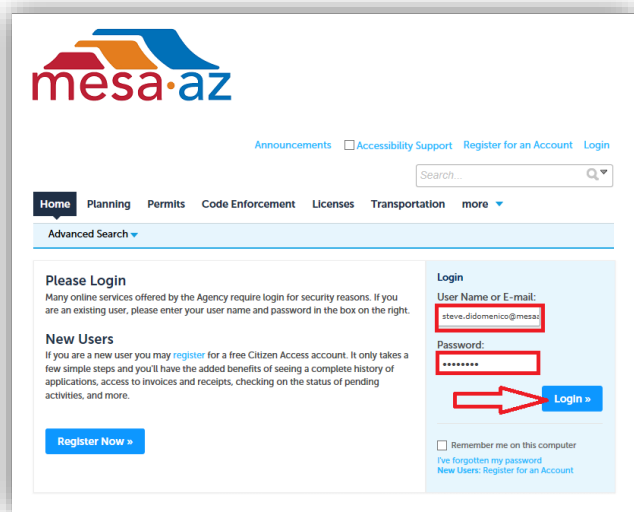 mesa·az
Announcements Accessibility Support Register for an Account Login
Search...
Home Planning Permits Code Enforcement Licenses Transportation more
Advanced Search
Please Login
Many online services offered by the Agency require login for security reasons. If you
are an existing user, please enter your user name and password in the box on the right.
New Users
If you are a new user you may register for a free Citizen Access account. It only takes a
few simple steps and you'll have the added benefits of seeing a complete history of
applications, access to invoices and receipts, checking on the status of pending
activities, and more.
Register Now »
Login
User Name or E-mail:
steve.didomenico@mesaa
Password:
••••••••
Login »
Remember me on this computer
I've forgotten my password
New Users: Register for an Account